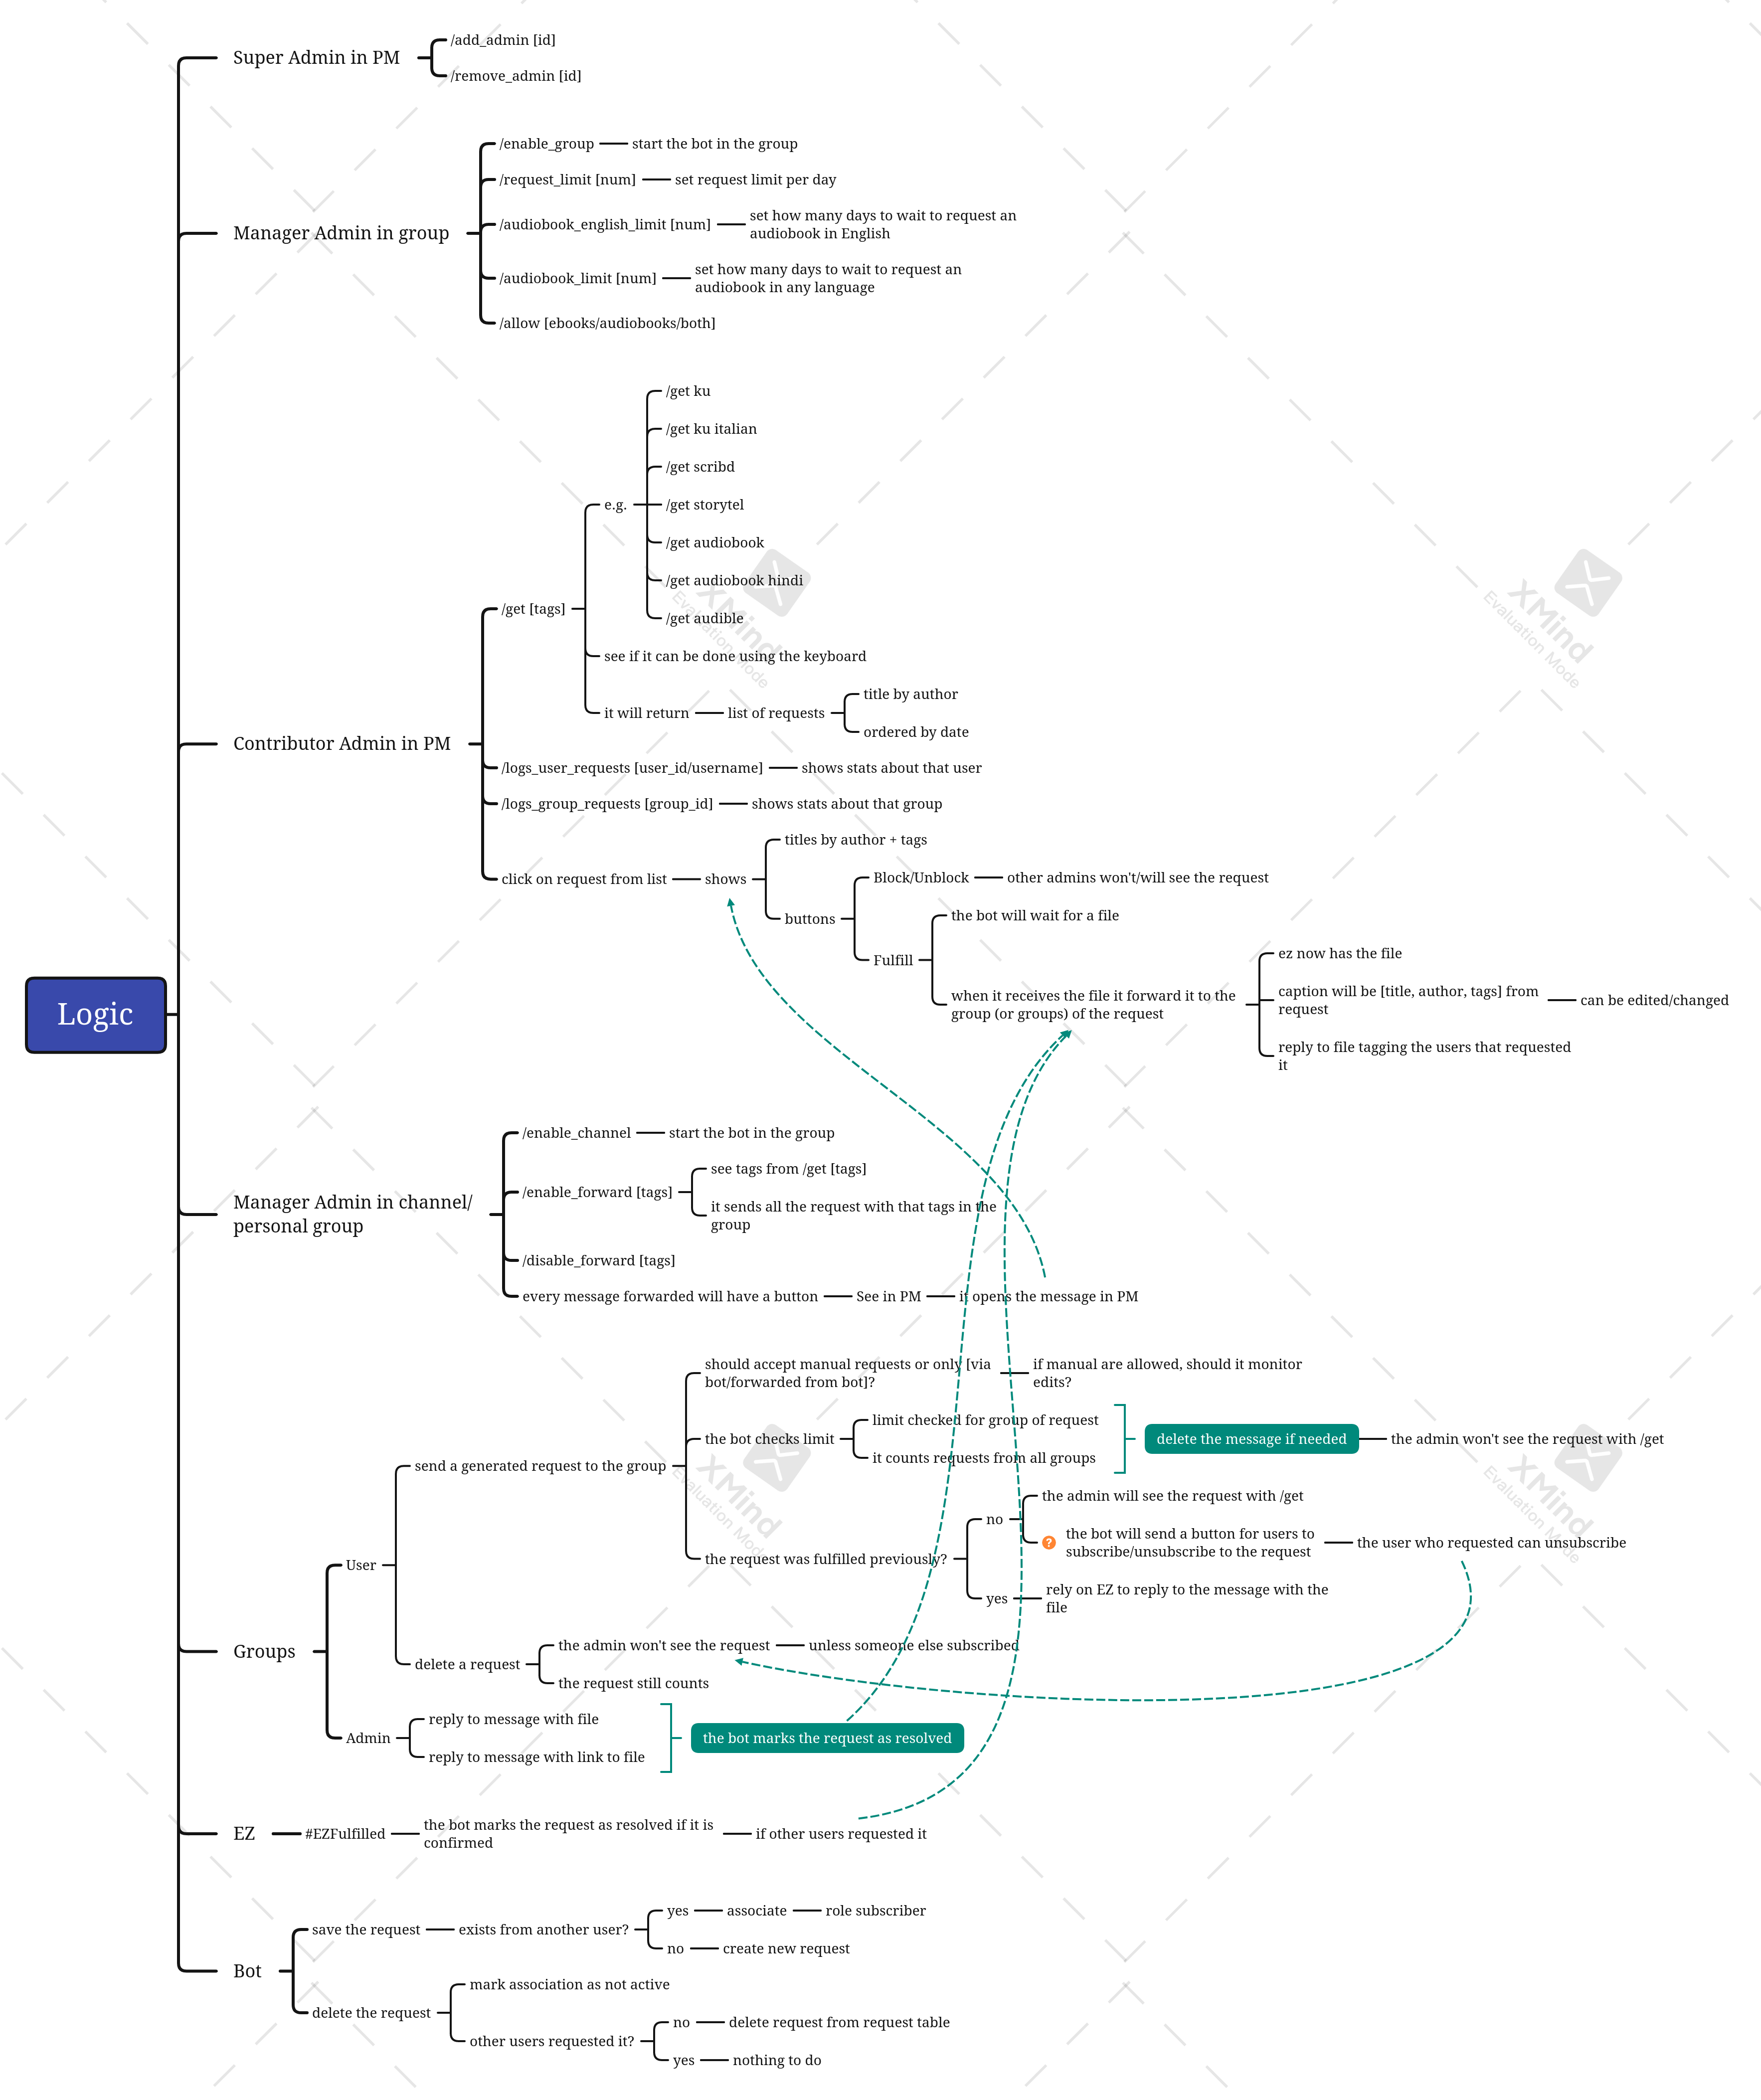 /add_admin [id]
Super Admin in PM
/remove_admin [id]
/enable_group
start the bot in the group
/request_limit [num]
set request limit per day
Manager Admin in group
/audiobook_english_limit [num]
set how many days to wait to request an
audiobook in English
/audiobook_limit [num]
set how many days to wait to request an
audiobook in any language
/allow [ebooks/audiobooks/both]
/get ku
/get ku italian
/get scribd
e.g.
/get storytel
/get audiobook
/get audiobook hindi
/get [tags]
/get audible
see if it can be done using the keyboard
it will return
list of requests
title by author
ordered by date
Contributor Admin in PM
/logs_user_requests [user_id/username]
shows stats about that user
/logs_group_requests [group_id]
shows stats about that group
click on request from list
shows
titles by author + tags
buttons
Block/Unblock
other admins won't/will see the request
Fulfill
the bot will wait for a file
when it receives the file it forward it to the
group (or groups) of the request
ez now has the file
caption will be [title, author, tags] from
request
can be edited/changed
reply to file tagging the users that requested
it
Logic
/enable_channel
start the bot in the group
/enable_forward [tags]
see tags from /get [tags]
it sends all the request with that tags in the
group
Manager Admin in channel/
personal group
/disable_forward [tags]
every message forwarded will have a button
See in PM
it opens the message in PM
should accept manual requests or only [via
bot/forwarded from bot]?
if manual are allowed, should it monitor
edits?
the bot checks limit
limit checked for group of request
it counts requests from all groups
delete the message if needed
the admin won't see the request with /get
send a generated request to the group
the request was fulfilled previously?
no
the admin will see the request with /get
?
the bot will send a button for users to
subscribe/unsubscribe to the request
the user who requested can unsubscribe
yes
rely on EZ to reply to the message with the
file
User
delete a request
the admin won't see the request
unless someone else subscribed
the request still counts
Groups
Admin
reply to message with file
reply to message with link to file
the bot marks the request as resolved
EZ
#EZFulfilled
the bot marks the request as resolved if it is
confirmed
if other users requested it
Bot
save the request
exists from another user?
yes
associate
role subscriber
no
create new request
delete the request
mark association as not active
other users requested it?
no
delete request from request table
yes
nothing to do
XMind
Evaluation Mode
XMind
Evaluation Mode
XMind
Evaluation Mode
XMind
Evaluation Mode